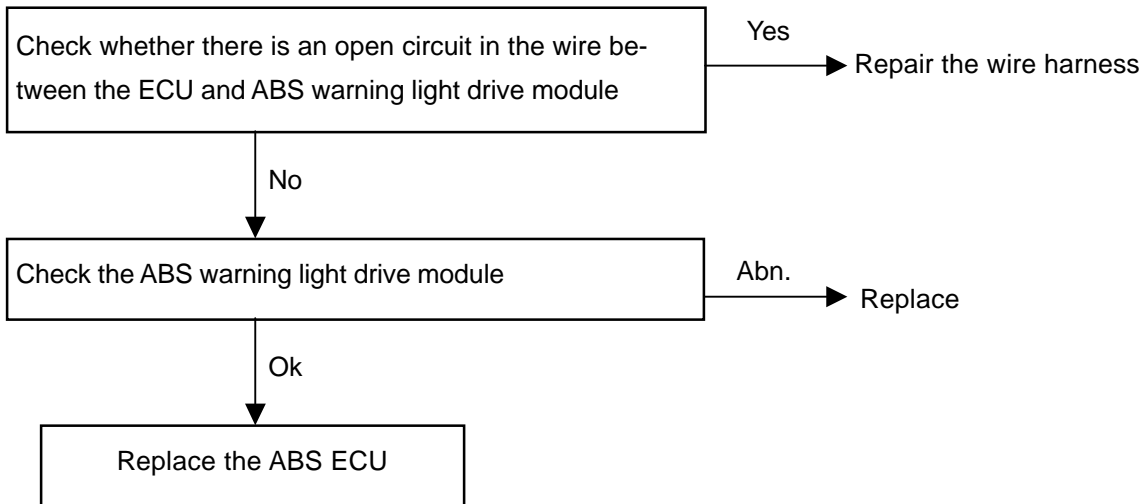 Check whether there is an open circuit in the wire be-
tween the ECU and ABS warning light drive module
Yes
Repair the wire harness
No
Check the ABS warning light drive module
Abn.
Replace
Ok
Replace the ABS ECU